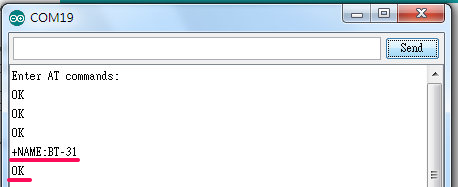 COM19
Send
Enter AT commands:
OK
OK
OK
+NAME:BT-31
OK